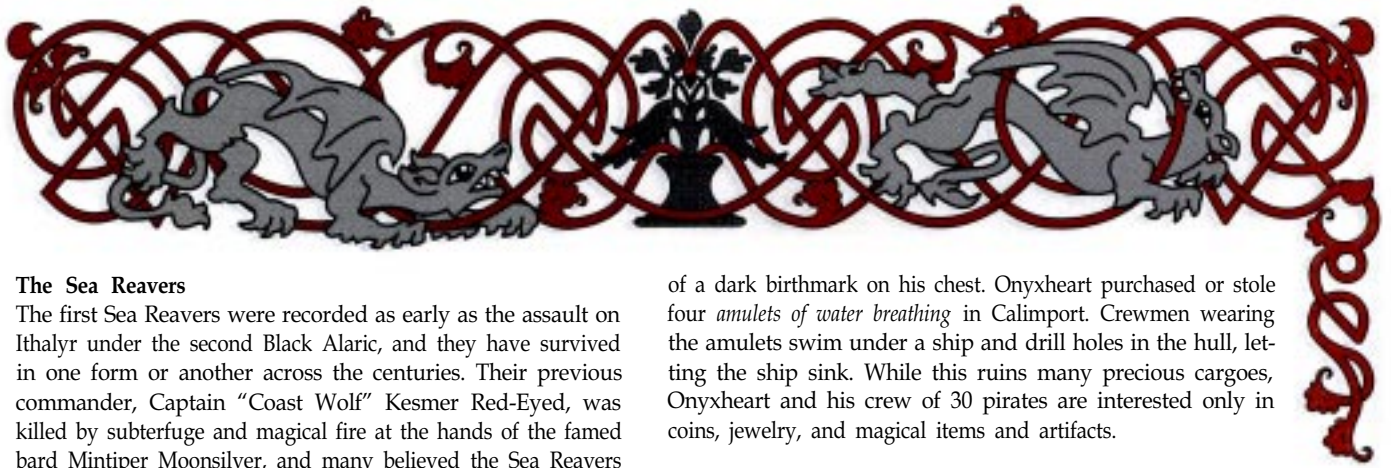 The Sea Reavers
The first Sea Reavers were recorded as early as the assault on
Ithalyr under the second Black Alaric, and they have survived
in one form or another across the centuries. Their previous
commander, Captain “Coast Wolf” Kesmer Red-Eyed, was
killed by subterfuge and magical fire at the hands of the famed
bard Mintiper Moonsilver, and many believed the Sea Reavers
of a dark birthmark on his chest. Onyxheart purchased or stole
four amulets of water breathing in Calimport. Crewmen wearing
the amulets swim under a ship and drill holes in the hull, let-
ting the ship sink. While this ruins many precious cargoes,
Onyxheart and his crew of 30 pirates are interested only in
coins, jewelry, and magical items and artifacts.